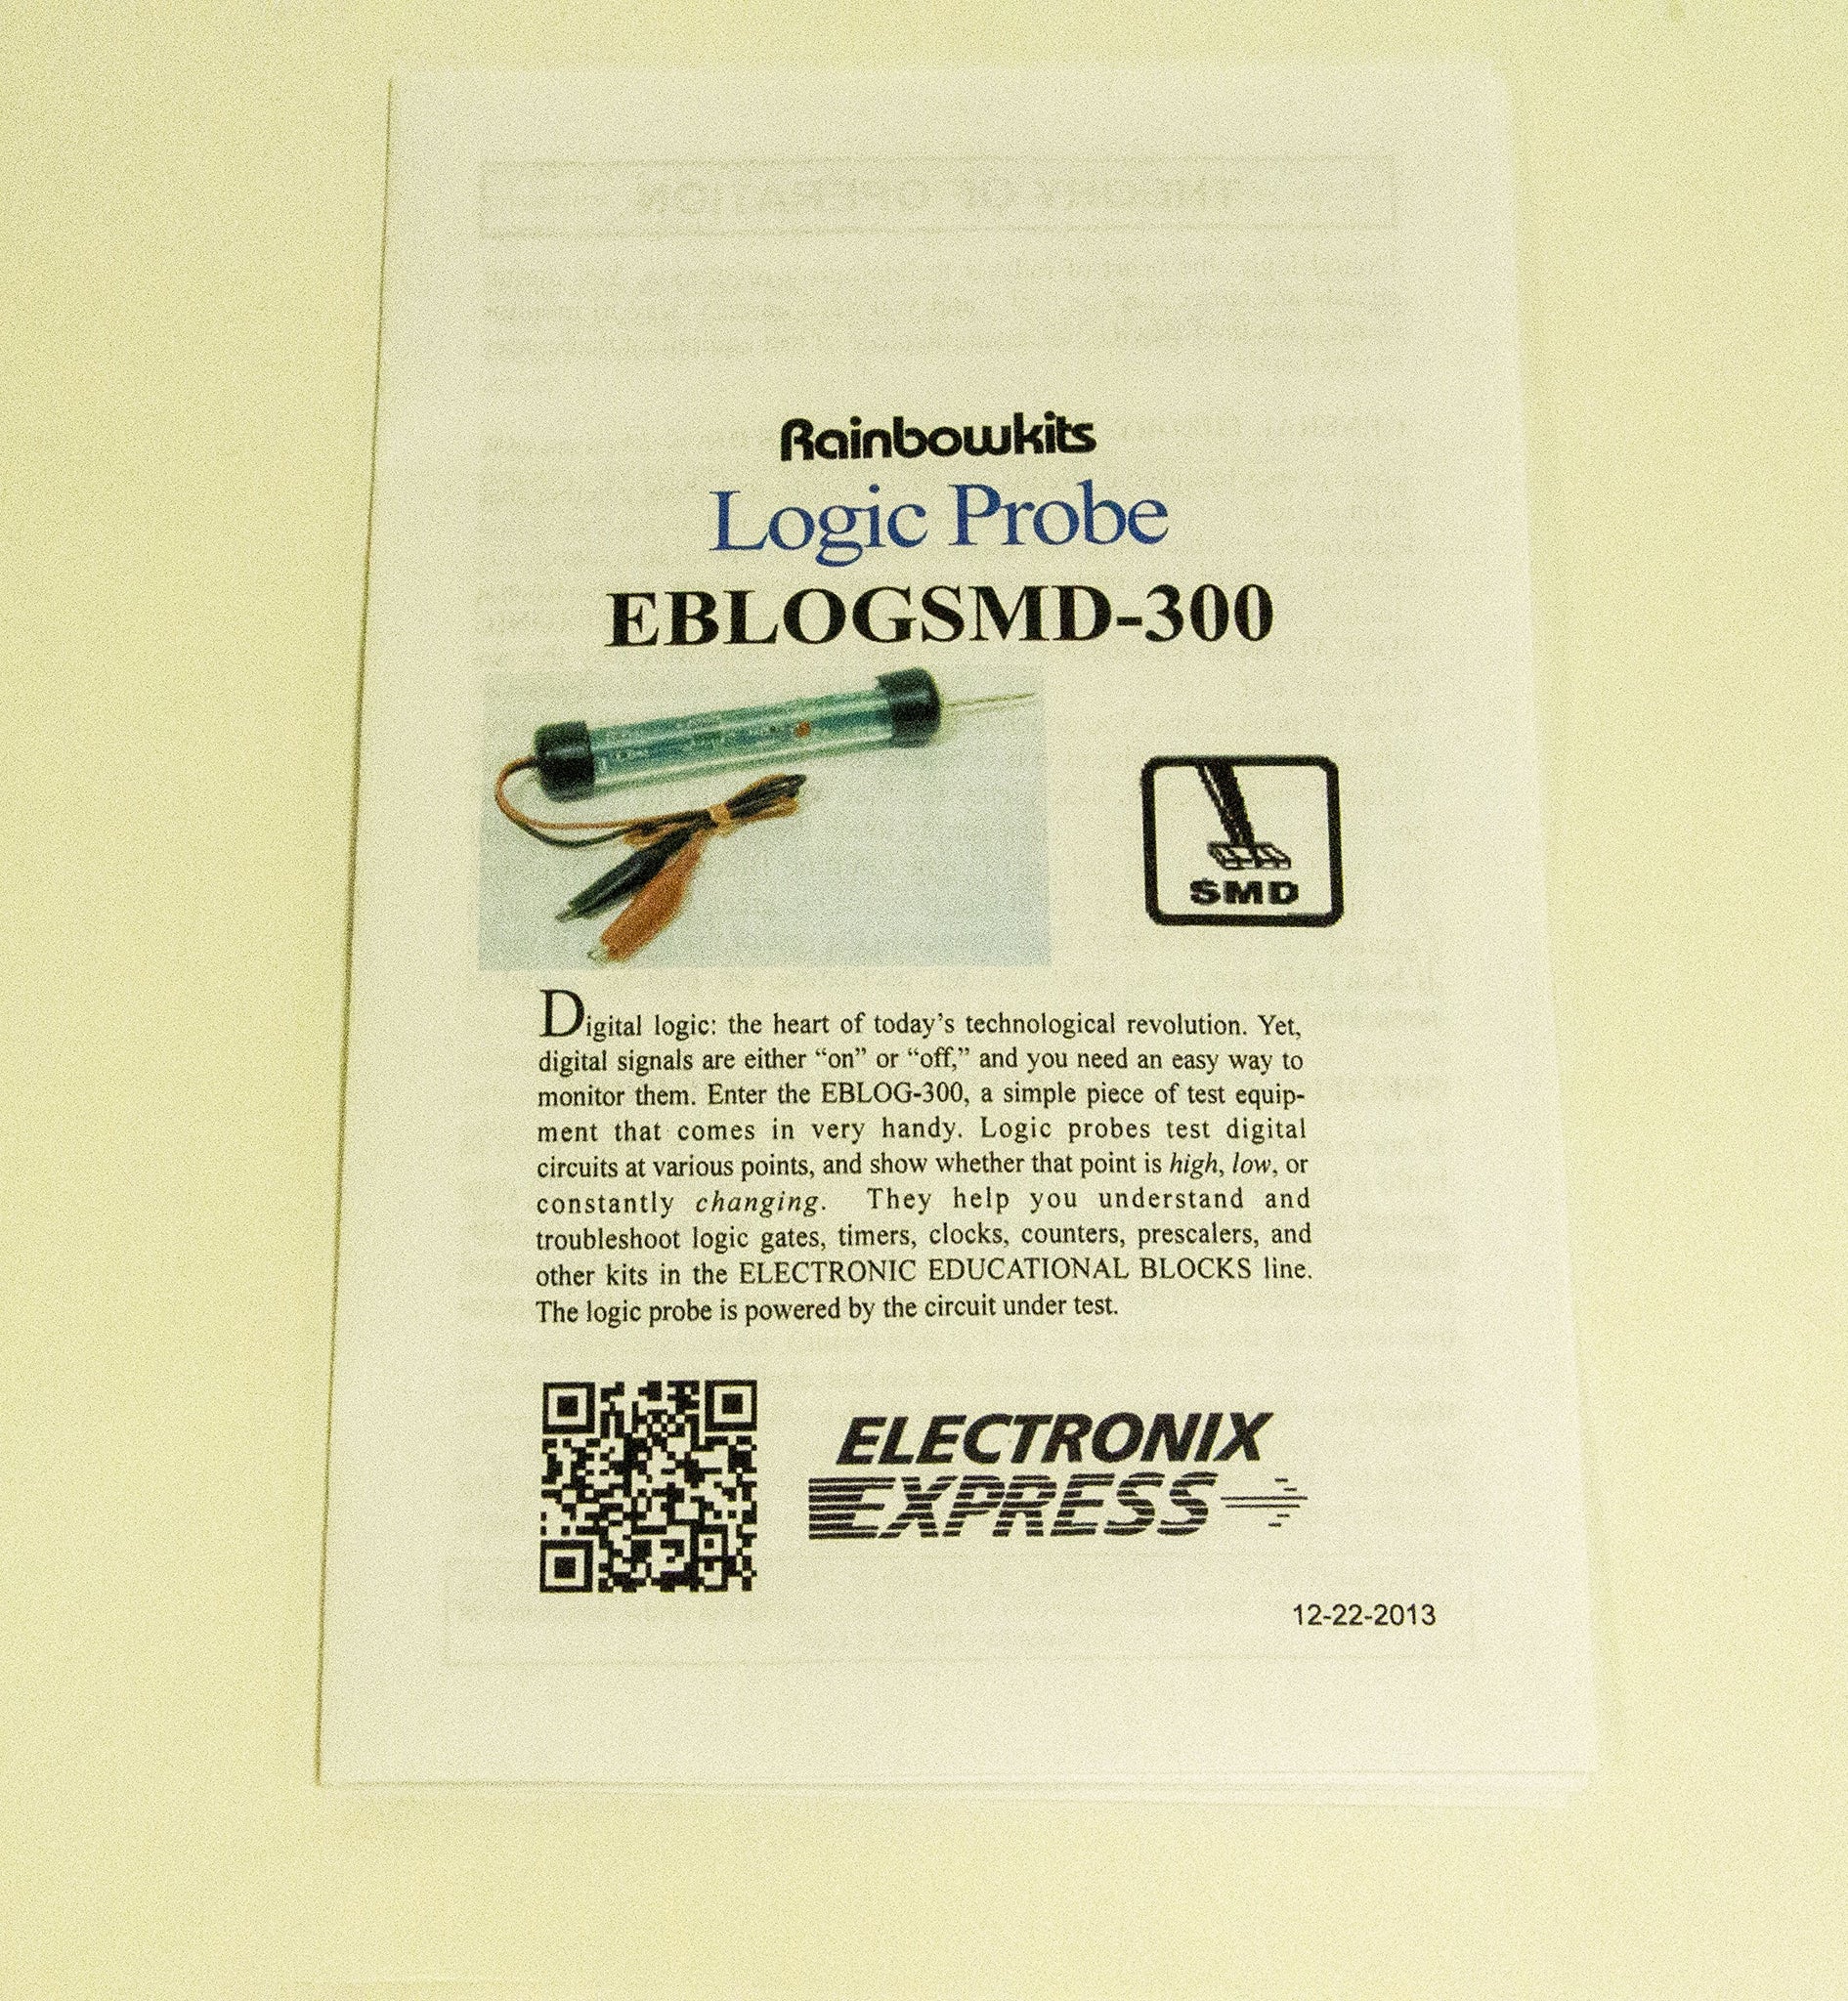 THEORY OF OPERATION
Rainbowkits
Logic Probe
EBLOGSMD-300
SMD
Digital logic: the heart of today's technological revolution. Yet,
digital signals are either “on” or “off,” and you need an easy way to
monitor them. Enter the EBLOG-300, a simple piece of test equip-
ment that comes in very handy. Logic probes test digital
circuits at various points, and show whether that point is high, low, or
constantly changing. They help you understand and
troubleshoot logic gates, timers, clocks, counters, prescalers, and
other kits in the ELECTRONIC EDUCATIONAL BLOCKS line.
The logic probe is powered by the circuit under test.
ELECTRONIX
EXPRESS
12-22-2013